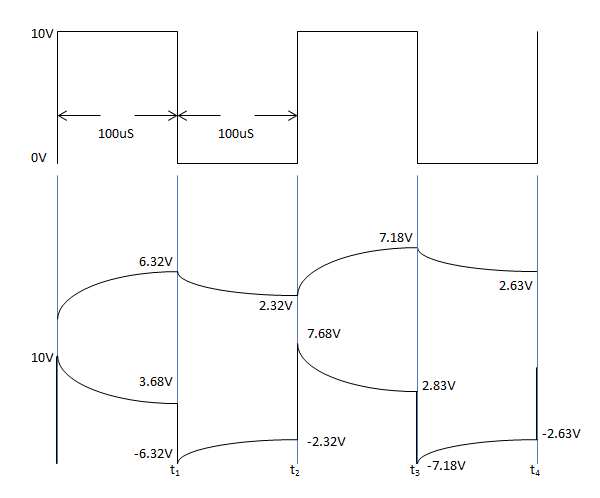 10V
100uS 100uS
0V
7.18V
6.32V
2.63V
2.32V
7.68V
10V
3.68V
2.83V
-2.63V
-2.32V
-6.32V
-7.18V
t1 t2 t3 t4